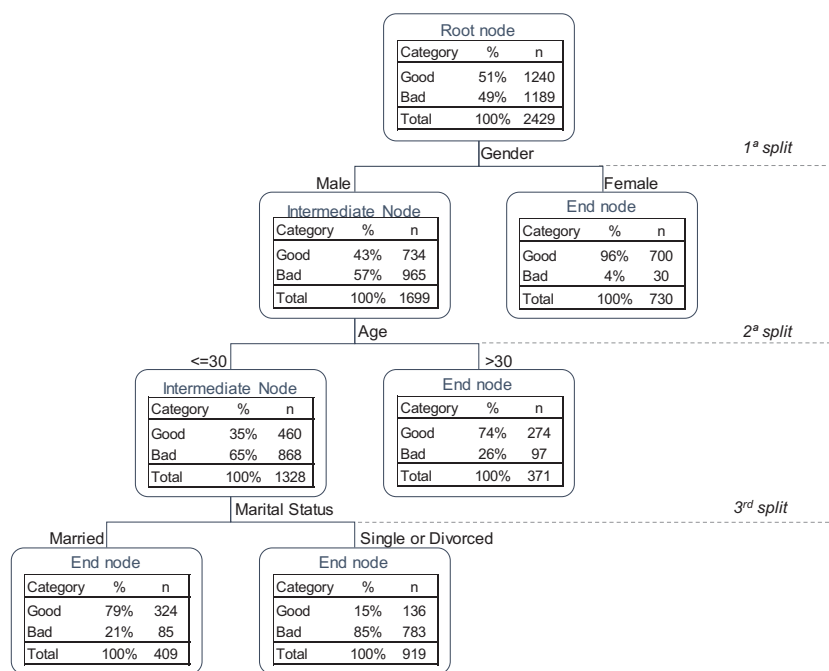 Root node
Category % n
Good 51% 1240
Bad 49% 1189
Total 100% 2429
Gender
1ª split
Male
Female
Intermediate Node
Category % n
Good 43% 734
Bad 57% 965
Total 100% 1699
End node
Category % n
Good 96% 700
Bad 4% 30
Total 100% 730
Age
2ª split
<=30
>30
Intermediate Node
Category % n
Good 35% 460
Bad 65% 868
Total 100% 1328
End node
Category % n
Good 74% 274
Bad 26% 97
Total 100% 371
Marital Status
3rd split
Married
Single or Divorced
End node
Category % n
Good 79% 324
Bad 21% 85
Total 100% 409
End node
Category % n
Good 15% 136
Bad 85% 783
Total 100% 919